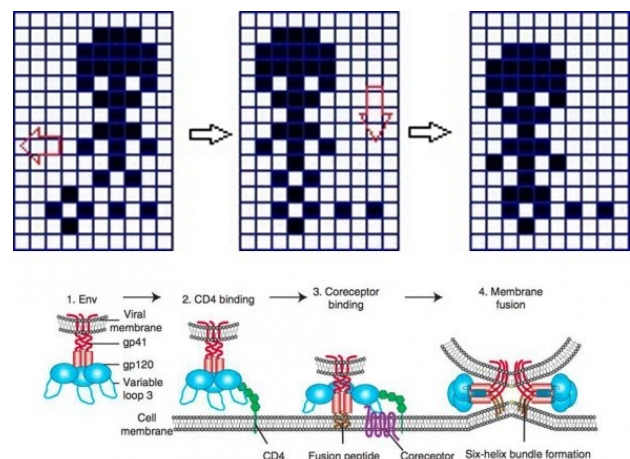 1. Env
2. CD4 binding
3. Coreceptor
binding
4. Membrane
fusion
Viral
membrane
gp41
gp120
Variable
loop 3
Cell
membrane
CD4
Fusion peptide
Coreceptor
Six-helix bundle formation